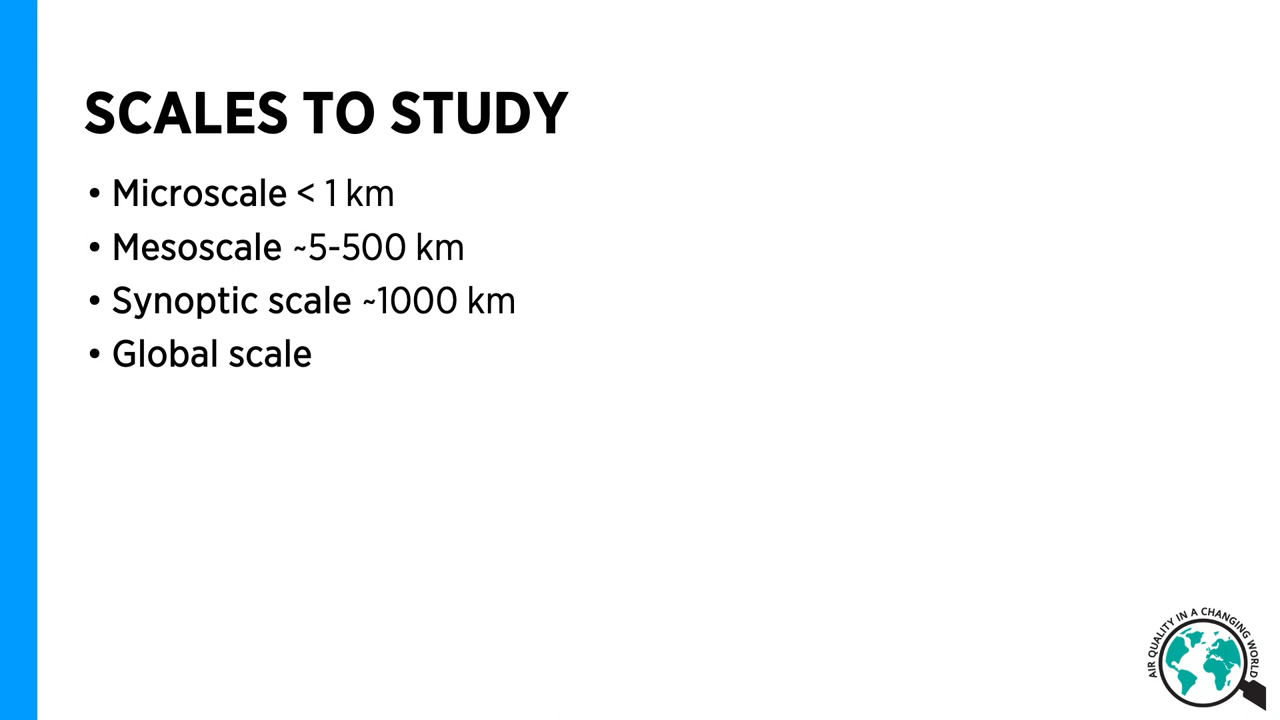 SCALES TO STUDY
• Microscale < 1 km
• Mesoscale ~5-500 km
• Synoptic scale ~1000 km
• Global scale
AIR QUALITY IN A CHANGING WORLD